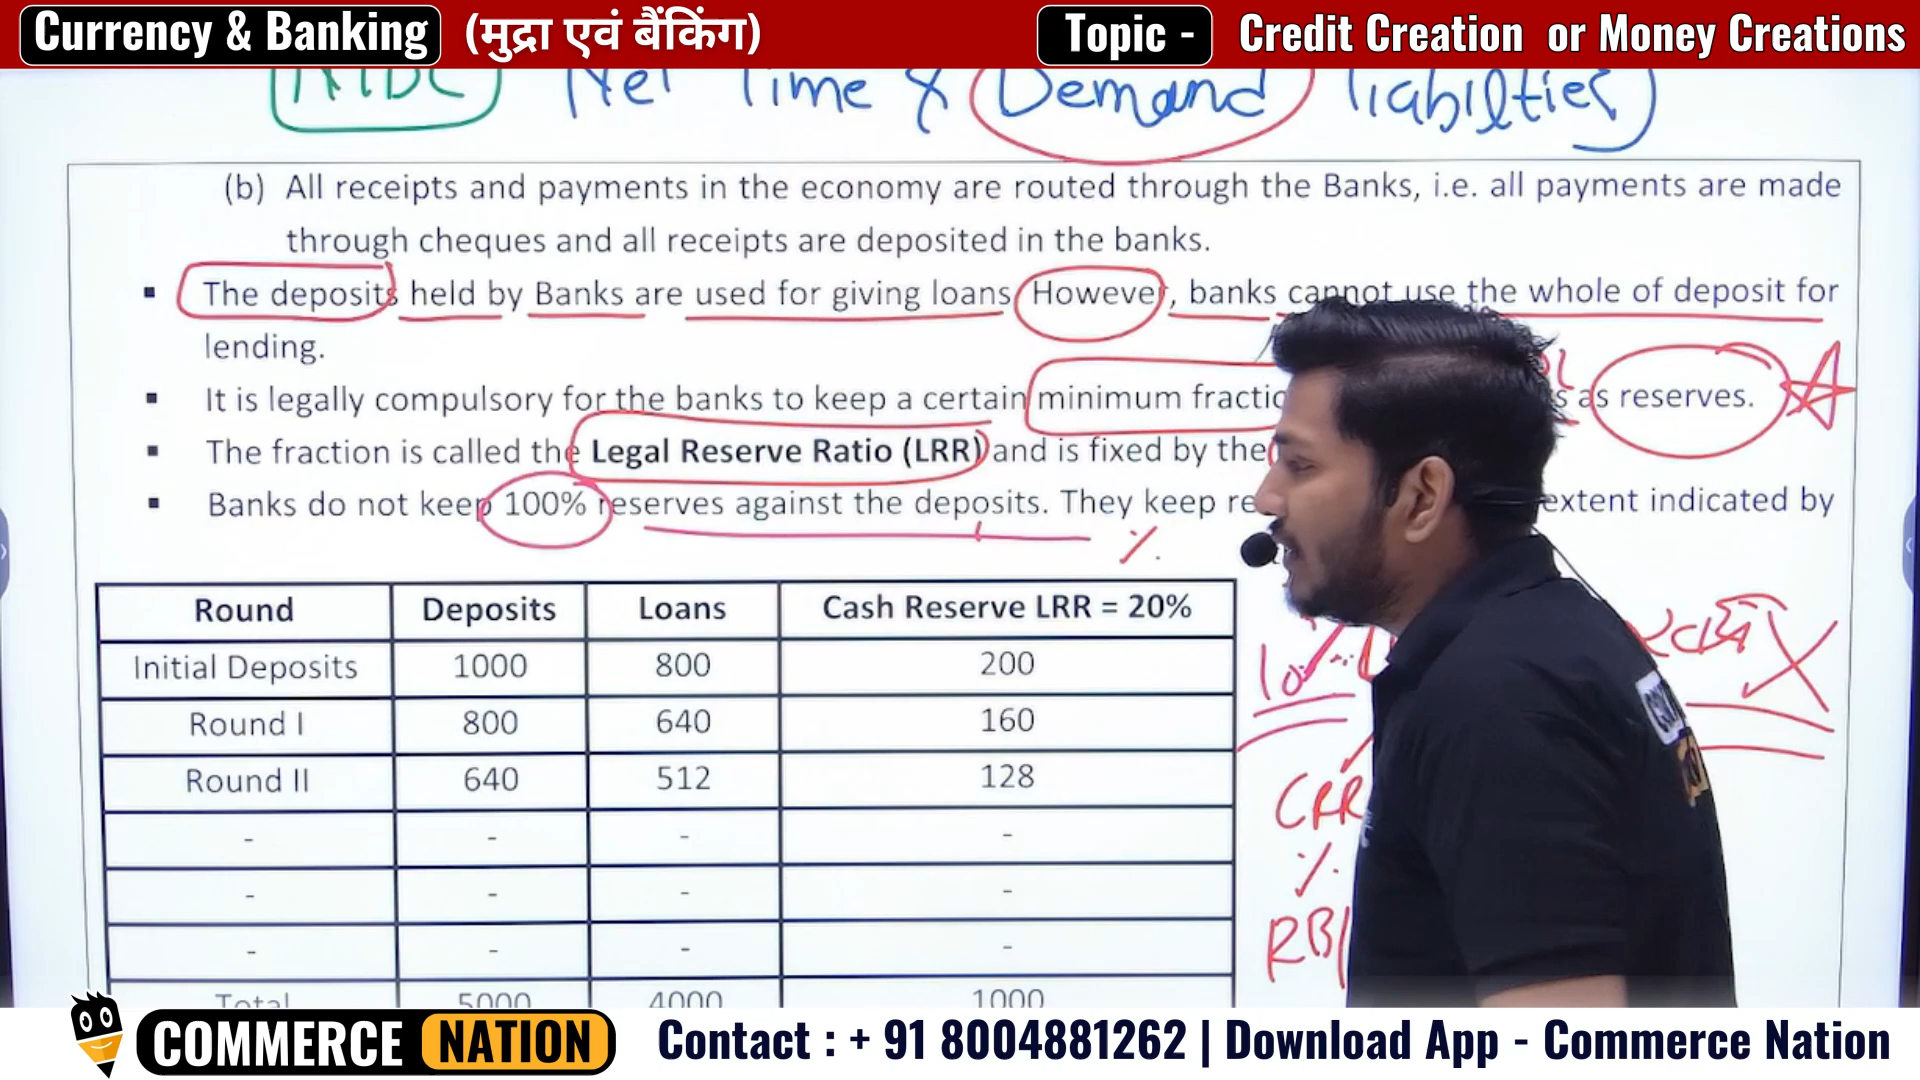 Currency & Banking (मुद्रा एवं बैंकिंग) Topic - Credit Creation or Money Creations
Net Time & Demand liabilities)
(b) All receipts and payments in the economy are routed through the Banks, i.e. all payments are made
through cheques and all receipts are deposited in the banks.
▪ The deposits held by Banks are used for giving loans However, banks cannot use the whole of deposit for
lending.
▪ It is legally compulsory for the banks to keep a certain minimum fractio s as reserves.
▪ The fraction is called the Legal Reserve Ratio (LRR) and is fixed by the
▪ Banks do not keep 100% reserves against the deposits. They keep re extent indicated by
%
Round Deposits Loans Cash Reserve LRR = 20%
Initial Deposits 1000 800 200
Round I 800 640 160
Round II 640 512 128
- - - -
- - - -
- - - -
Total 5000 4000 1000
CRR
%
RBI
COMMERCE NATION Contact : + 91 8004881262 | Download App - Commerce Nation